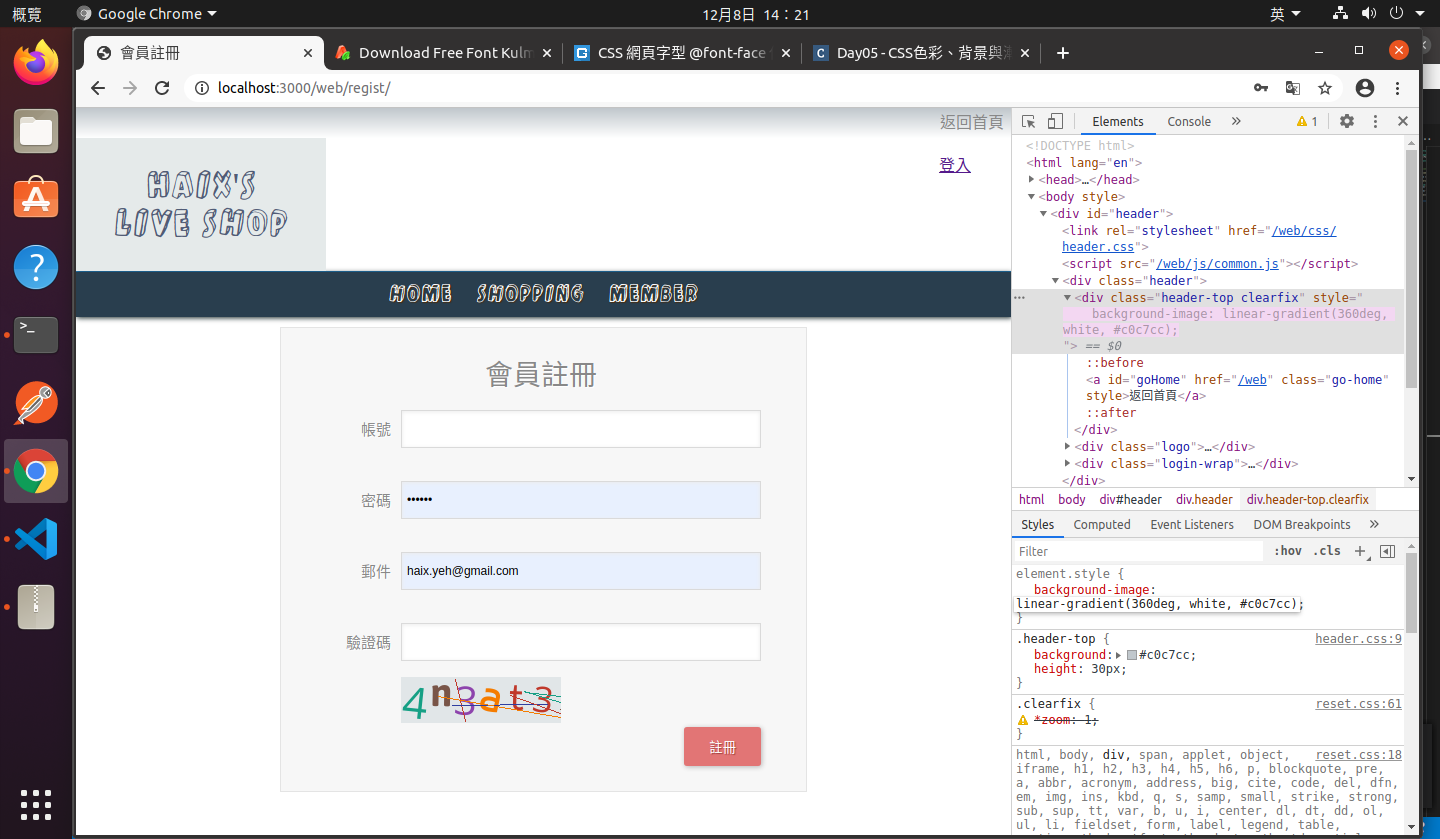 概覽
Google Chrome
12月8日 14：21
英
會員註冊
Download Free Font Kulm
CSS 網頁字型 @font-face
Day05 - CSS色彩、背景與漸
localhost:3000/web/regist/
返回首頁
登入
HAIX'S
LIVE SHOP
HOME
SHOPPING
MEMBER
會員註冊
帳號
密碼
••••••
郵件
haix.yeh@gmail.com
驗證碼
4n3at3
註冊
Elements
Console
»
1
<!DOCTYPE html>
<html lang="en">
<head>…</head>
<body style>
<div id="header">
<link rel="stylesheet" href="/web/css/
header.css">
<script src="/web/js/common.js"></script>
<div class="header">
<div class="header-top clearfix" style="
background-image: linear-gradient(360deg,
white, #c0c7cc);
"> == $0
::before
<a id="goHome" href="/web" class="go-home"
style>返回首頁</a>
::after
</div>
<div class="logo">…</div>
<div class="login-wrap">…</div>
</div>
html body div#header div.header div.header-top.clearfix
Styles Computed Event Listeners DOM Breakpoints »
Filter
:hov .cls +
element.style {
background-image:
linear-gradient(360deg, white, #c0c7cc);
}
.header-top {
header.css:9
background: #c0c7cc;
height: 30px;
}
.clearfix {
reset.css:61
*zoom: 1;
}
html, body, div, span, applet, object,
reset.css:18
iframe, h1, h2, h3, h4, h5, h6, p, blockquote, pre,
a, abbr, acronym, address, big, cite, code, del, dfn,
em, img, ins, kbd, q, s, samp, small, strike, strong,
sub, sup, tt, var, b, u, i, center, dl, dt, dd, ol,
ul, li, fieldset, form, label, legend, table,